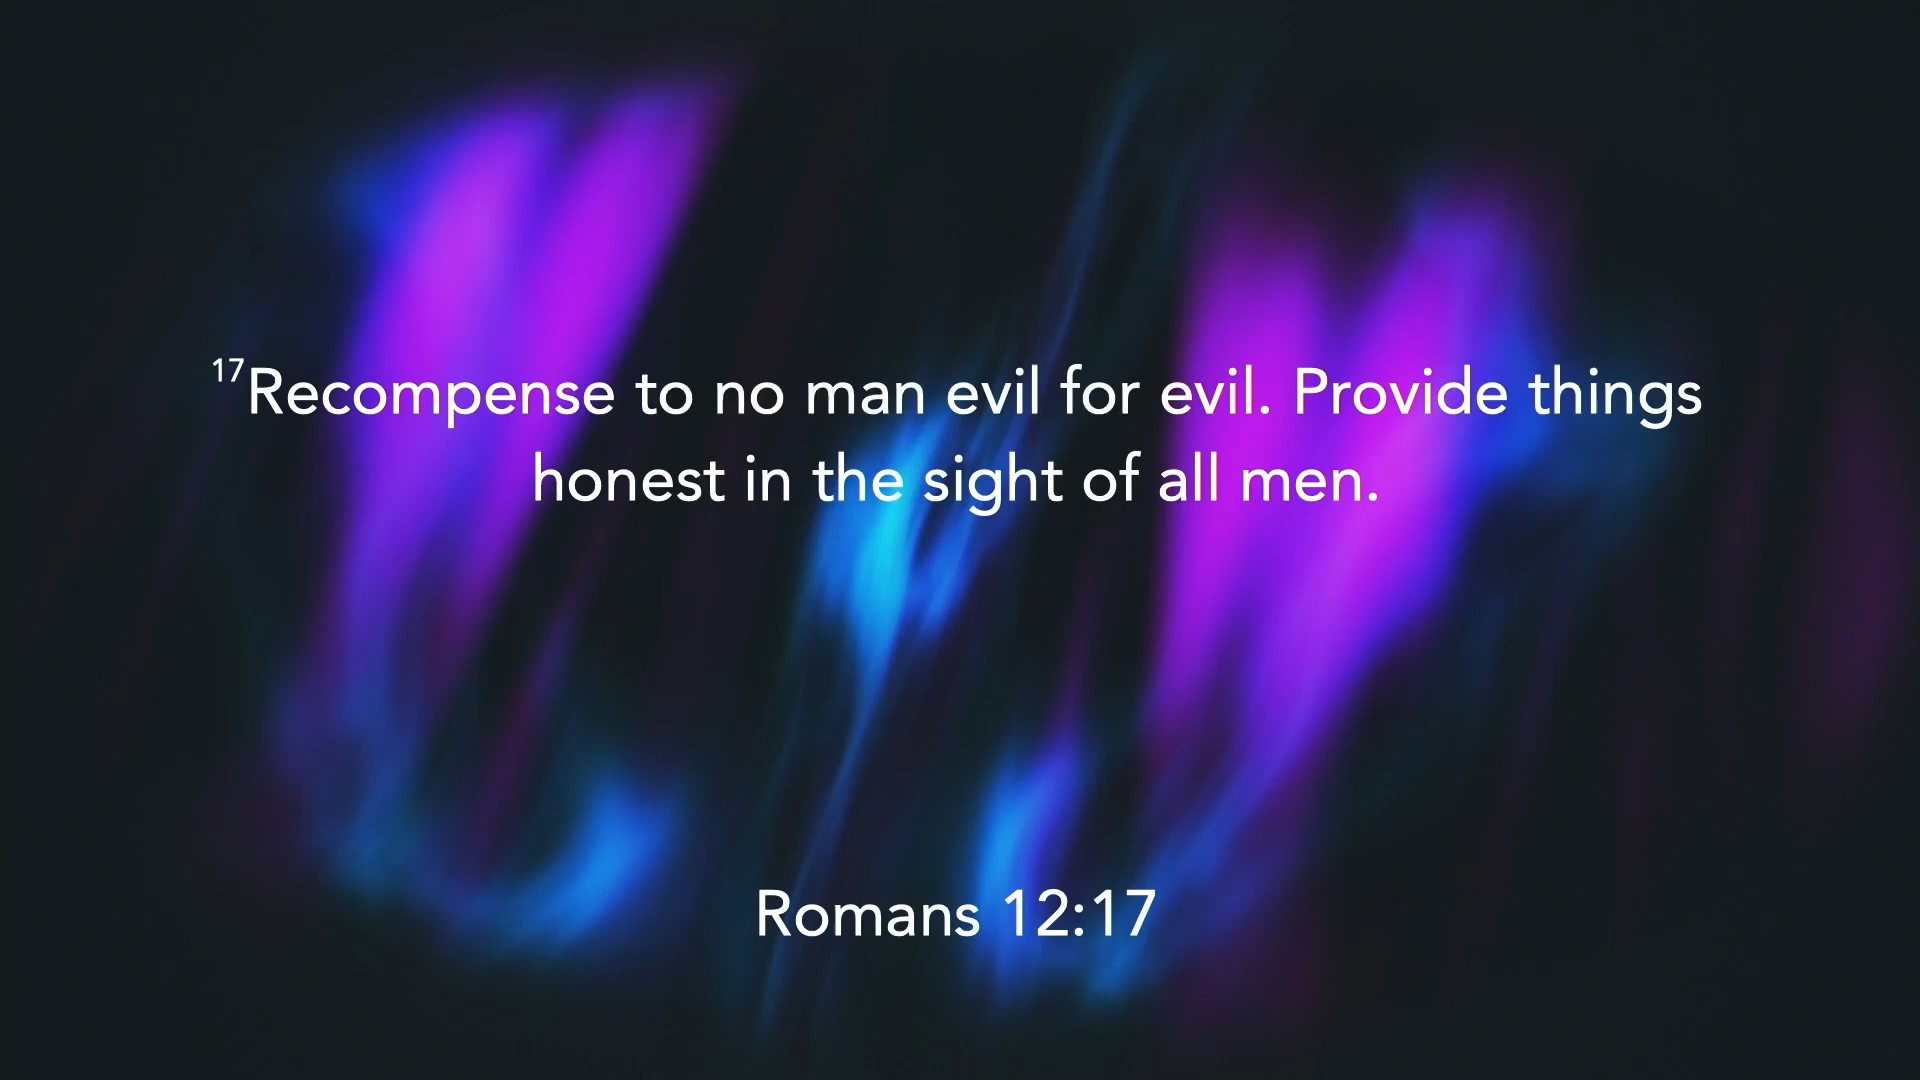 17Recompense to no man evil for evil. Provide things
honest in the sight of all men.
Romans 12:17